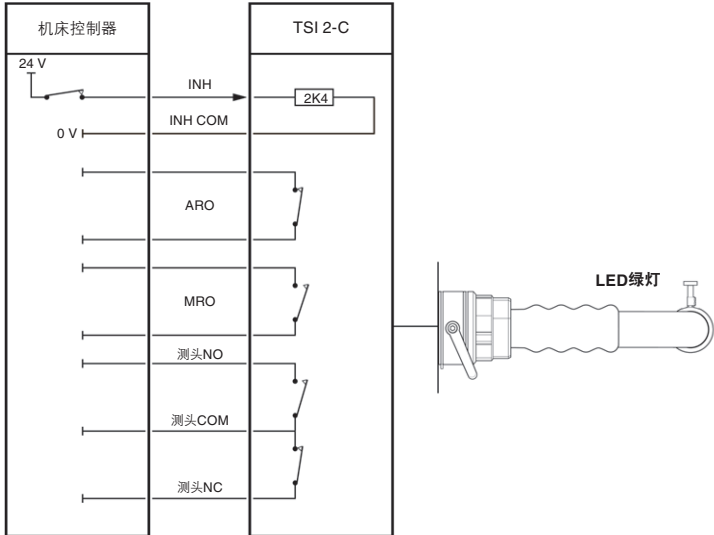 机床控制器
TSI 2-C
24 V
INH
2K4
INH COM
0 V
ARO
LED绿灯
MRO
测头NO
测头COM
测头NC